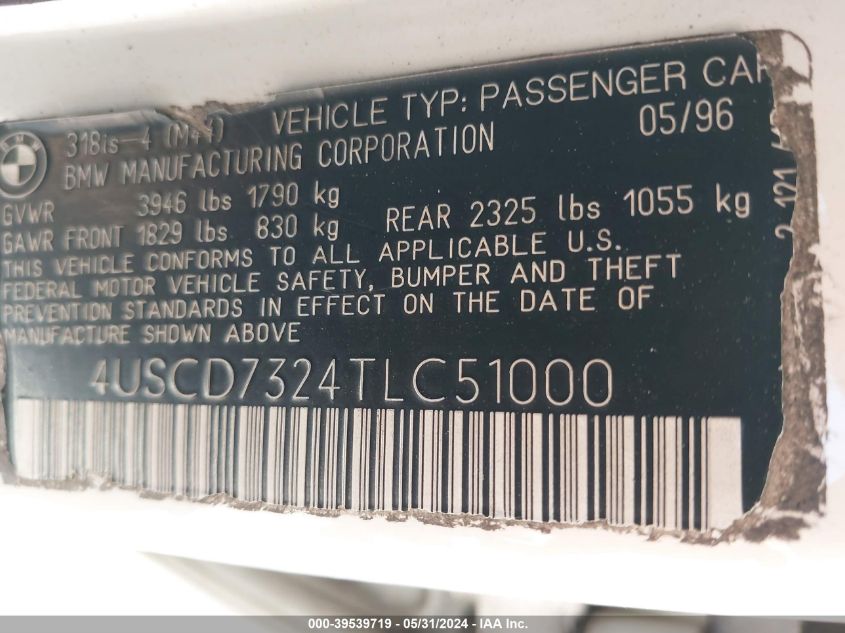 318is-4 (M44) VEHICLE TYP: PASSENGER CAR
BMW MANUFACTURING CORPORATION 05/96
GVWR 3946 lbs 1790 kg
GAWR FRONT 1829 lbs 830 kg REAR 2325 lbs 1055 kg
THIS VEHICLE CONFORMS TO ALL APPLICABLE U.S.
FEDERAL MOTOR VEHICLE SAFETY, BUMPER AND THEFT
PREVENTION STANDARDS IN EFFECT ON THE DATE OF
MANUFACTURE SHOWN ABOVE
4USCD7324TLC51000
2 121
000-39539719 - 05/31/2024 - IAA Inc.